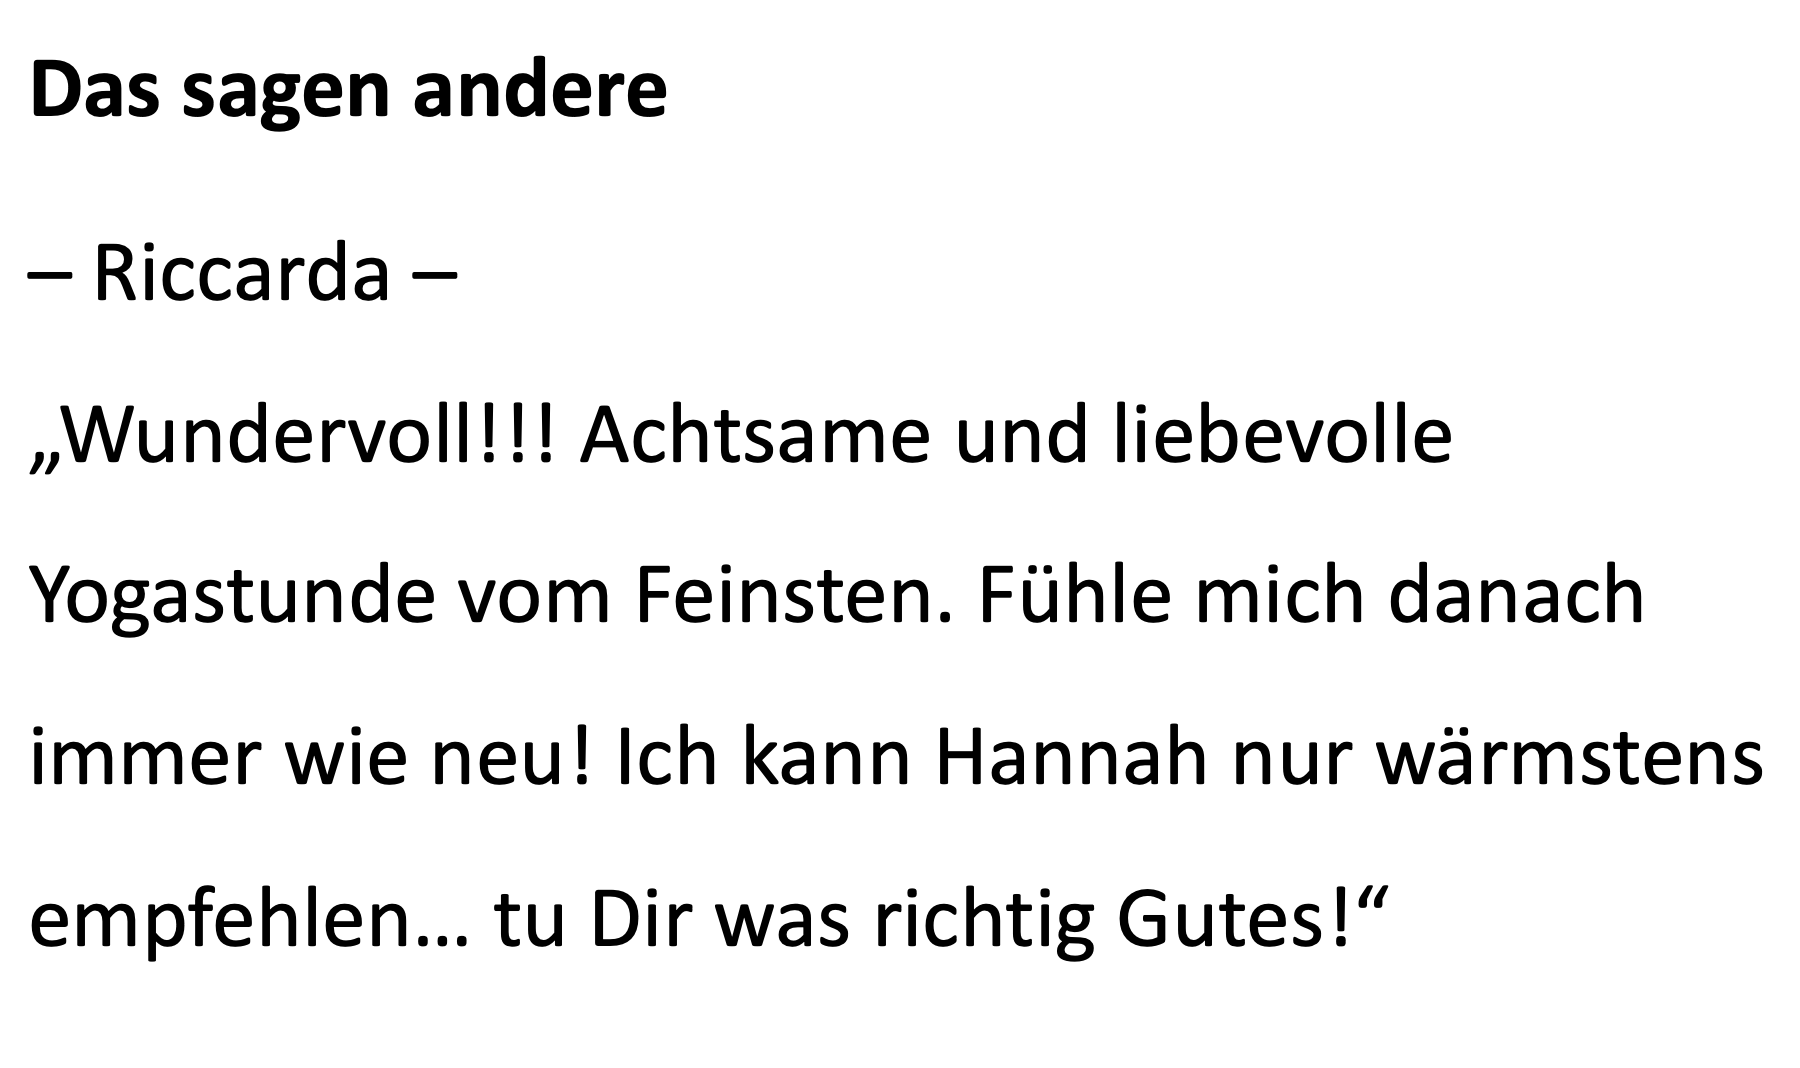 Das sagen andere
– Riccarda –
„Wundervoll!!! Achtsame und liebevolle
Yogastunde vom Feinsten. Fühle mich danach
immer wie neu! Ich kann Hannah nur wärmstens
empfehlen… tu Dir was richtig Gutes!“